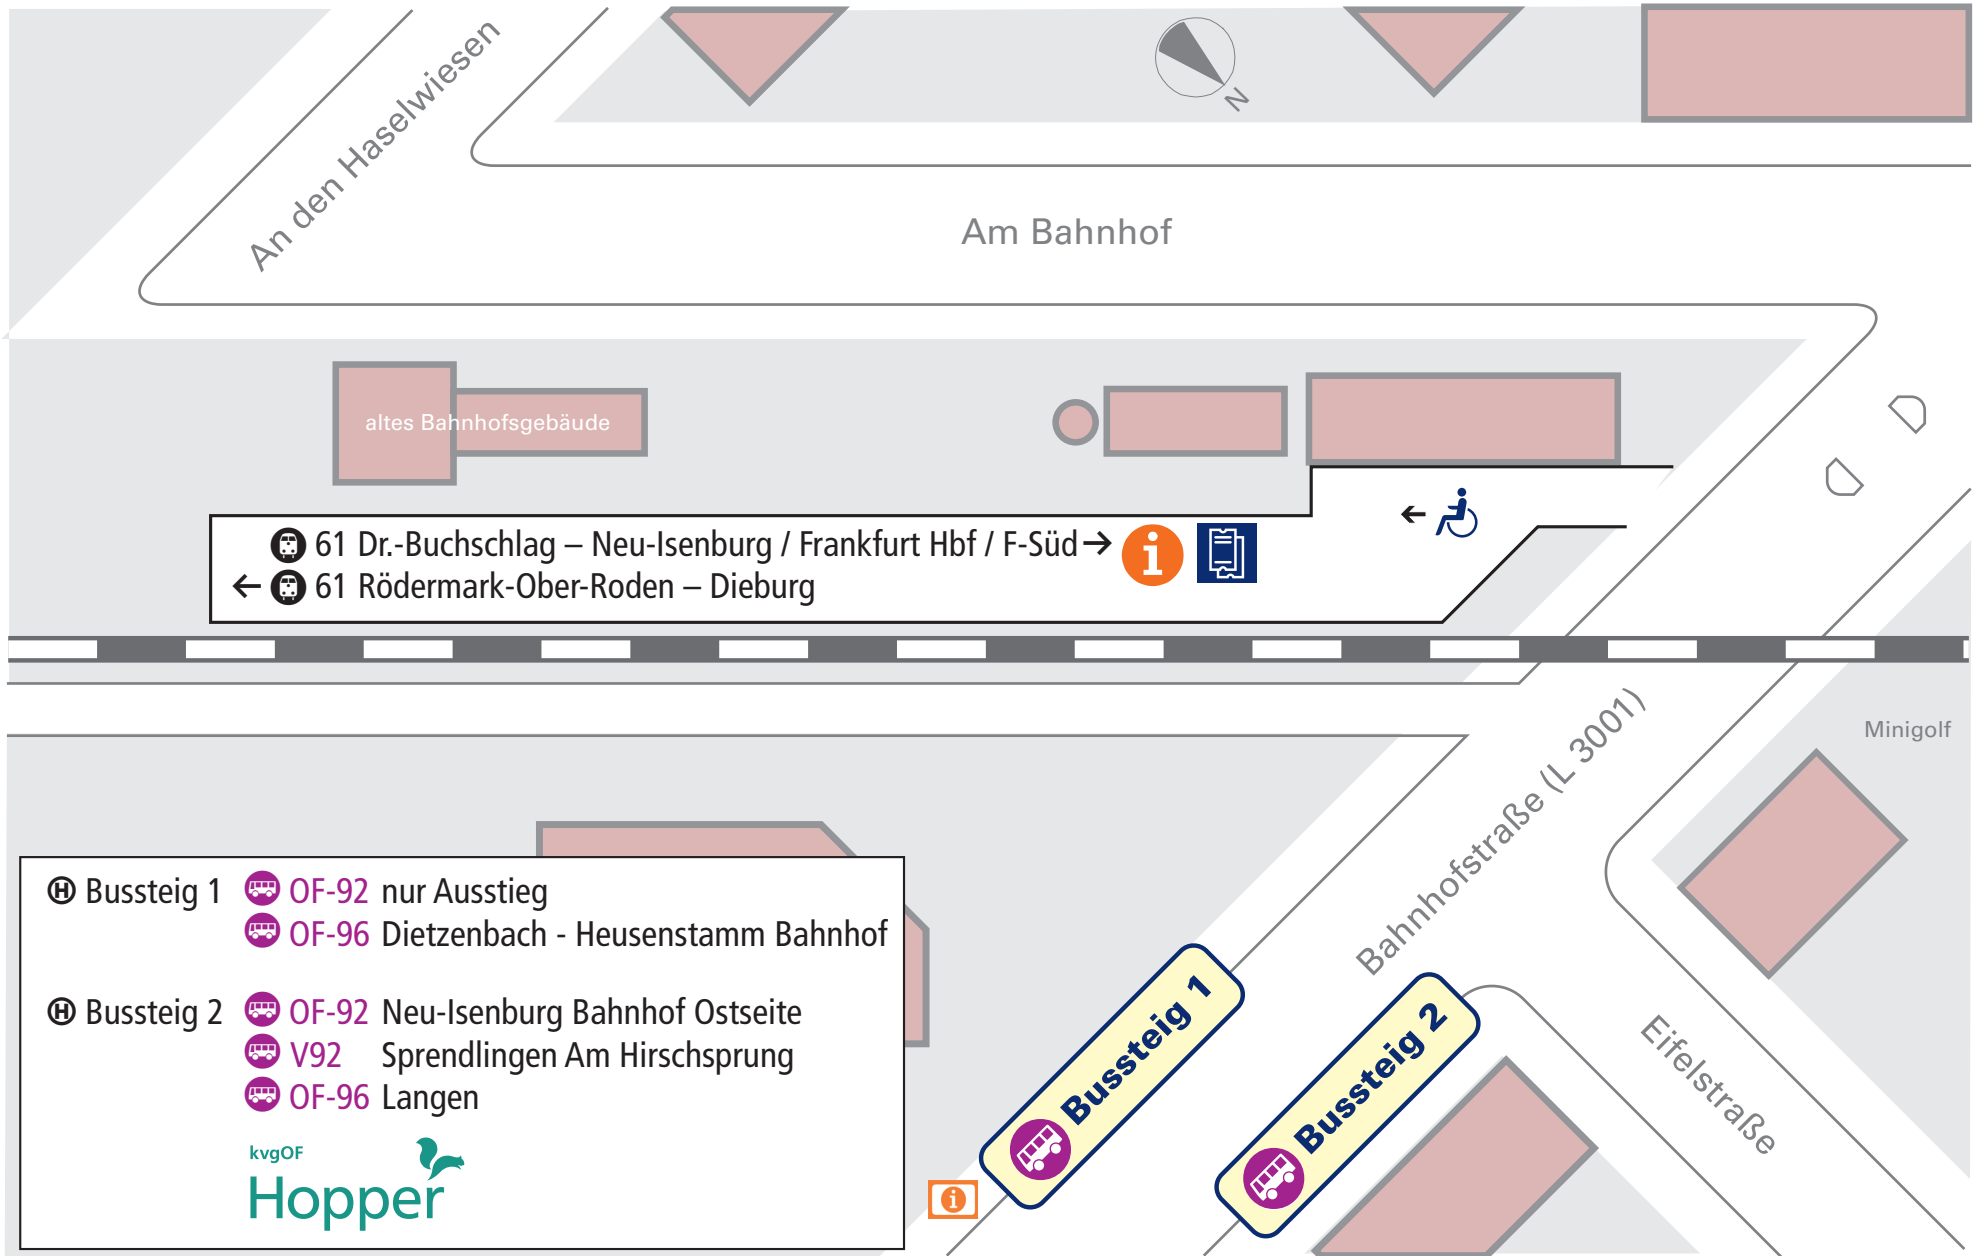 An den Haselwiesen
N
Am Bahnhof
altes Bahnhofsgebäude
61 Dr.-Buchschlag – Neu-Isenburg / Frankfurt Hbf / F-Süd →
← 61 Rödermark-Ober-Roden – Dieburg
i
←
Bahnhofstraße (L 3001)
Minigolf
Eifelstraße
H Bussteig 1 OF-92 nur Ausstieg
OF-96 Dietzenbach - Heusenstamm Bahnhof
H Bussteig 2 OF-92 Neu-Isenburg Bahnhof Ostseite
V92 Sprendlingen Am Hirschsprung
OF-96 Langen
kvgOF
Hopper
i
Bussteig 1
Bussteig 2